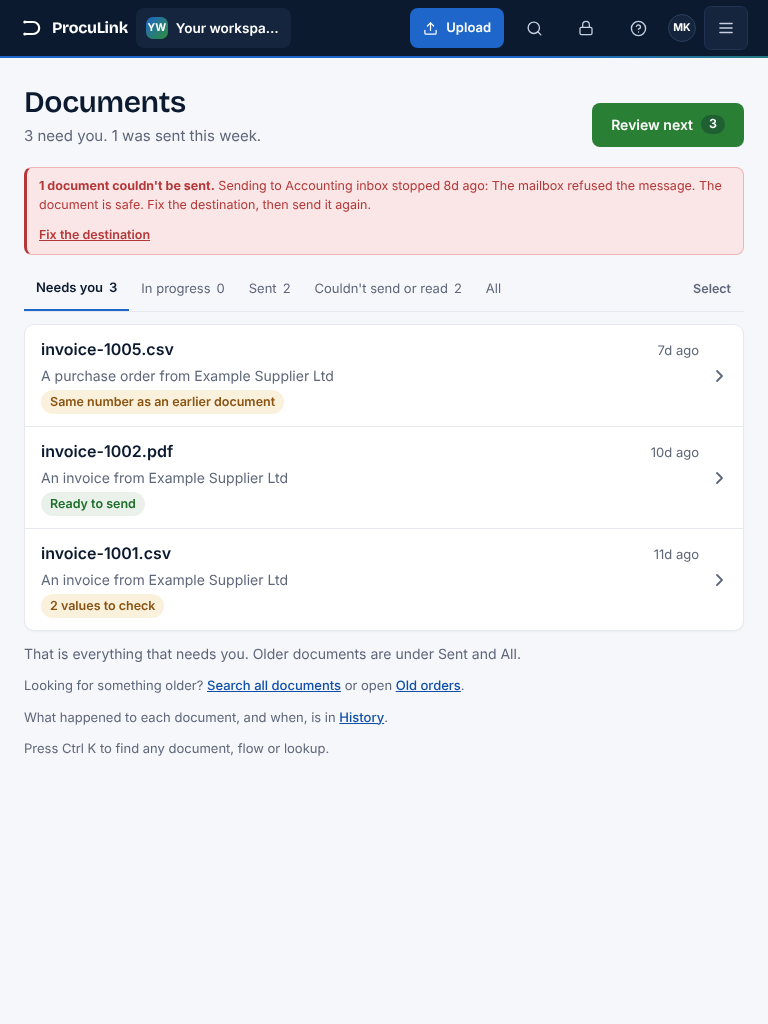 ProcuLink
YW
Your workspa...
Upload
MK
Documents
3 need you. 1 was sent this week.
Review next 3
1 document couldn't be sent. Sending to Accounting inbox stopped 8d ago: The mailbox refused the message. The
document is safe. Fix the destination, then send it again.
Fix the destination
Needs you 3
In progress 0
Sent 2
Couldn't send or read 2
All
Select
invoice-1005.csv
7d ago
A purchase order from Example Supplier Ltd
Same number as an earlier document
invoice-1002.pdf
10d ago
An invoice from Example Supplier Ltd
Ready to send
invoice-1001.csv
11d ago
An invoice from Example Supplier Ltd
2 values to check
That is everything that needs you. Older documents are under Sent and All.
Looking for something older? Search all documents or open Old orders.
What happened to each document, and when, is in History.
Press Ctrl K to find any document, flow or lookup.